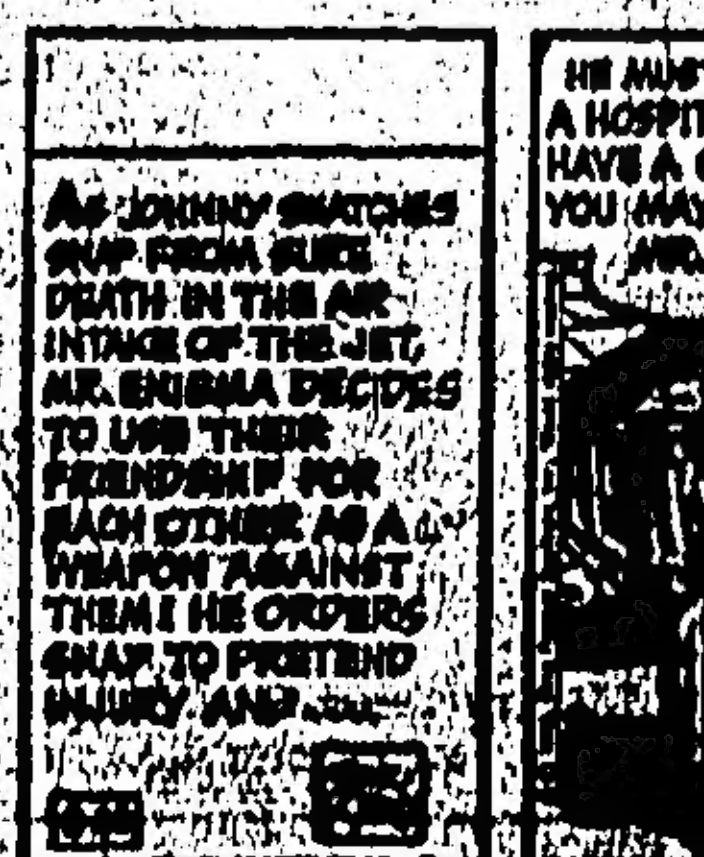 AS JOHNNY SNATCHES
SNAP FROM SURE
DEATH IN THE AIR
INTAKE OF THE JET,
MR. ENIGMA DECIDES
TO USE THEIR
FRIENDSHIP FOR
EACH OTHER AS A
WEAPON AGAINST
THEM! HE ORDERS
SNAP TO PRETEND
INJURY AND...
HE MUST
A HOSPIT
HAVE A
YOU MAY
AND